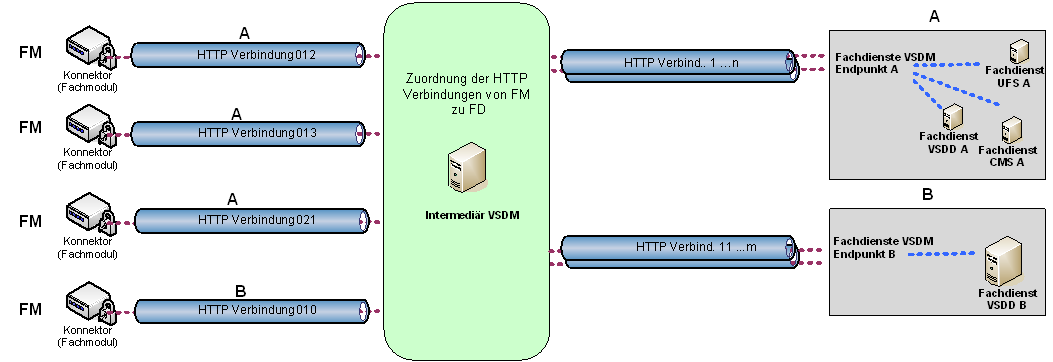 FM
Konnektor
(Fachmodul)
A
HTTP Verbindung012
FM
Konnektor
(Fachmodul)
A
HTTP Verbindung013
FM
Konnektor
(Fachmodul)
A
HTTP Verbindung021
FM
Konnektor
(Fachmodul)
B
HTTP Verbindung010
Zuordnung der HTTP
Verbindungen von FM
zu FD
Intermediär VSDM
HTTP Verbind.. 1 ...n
HTTP Verbind. 11 ...m
A
Fachdienste VSDM
Endpunkt A
Fachdienst
UFS A
Fachdienst
VSDD A
Fachdienst
CMS A
B
Fachdienste VSDM
Endpunkt B
Fachdienst
VSDD B